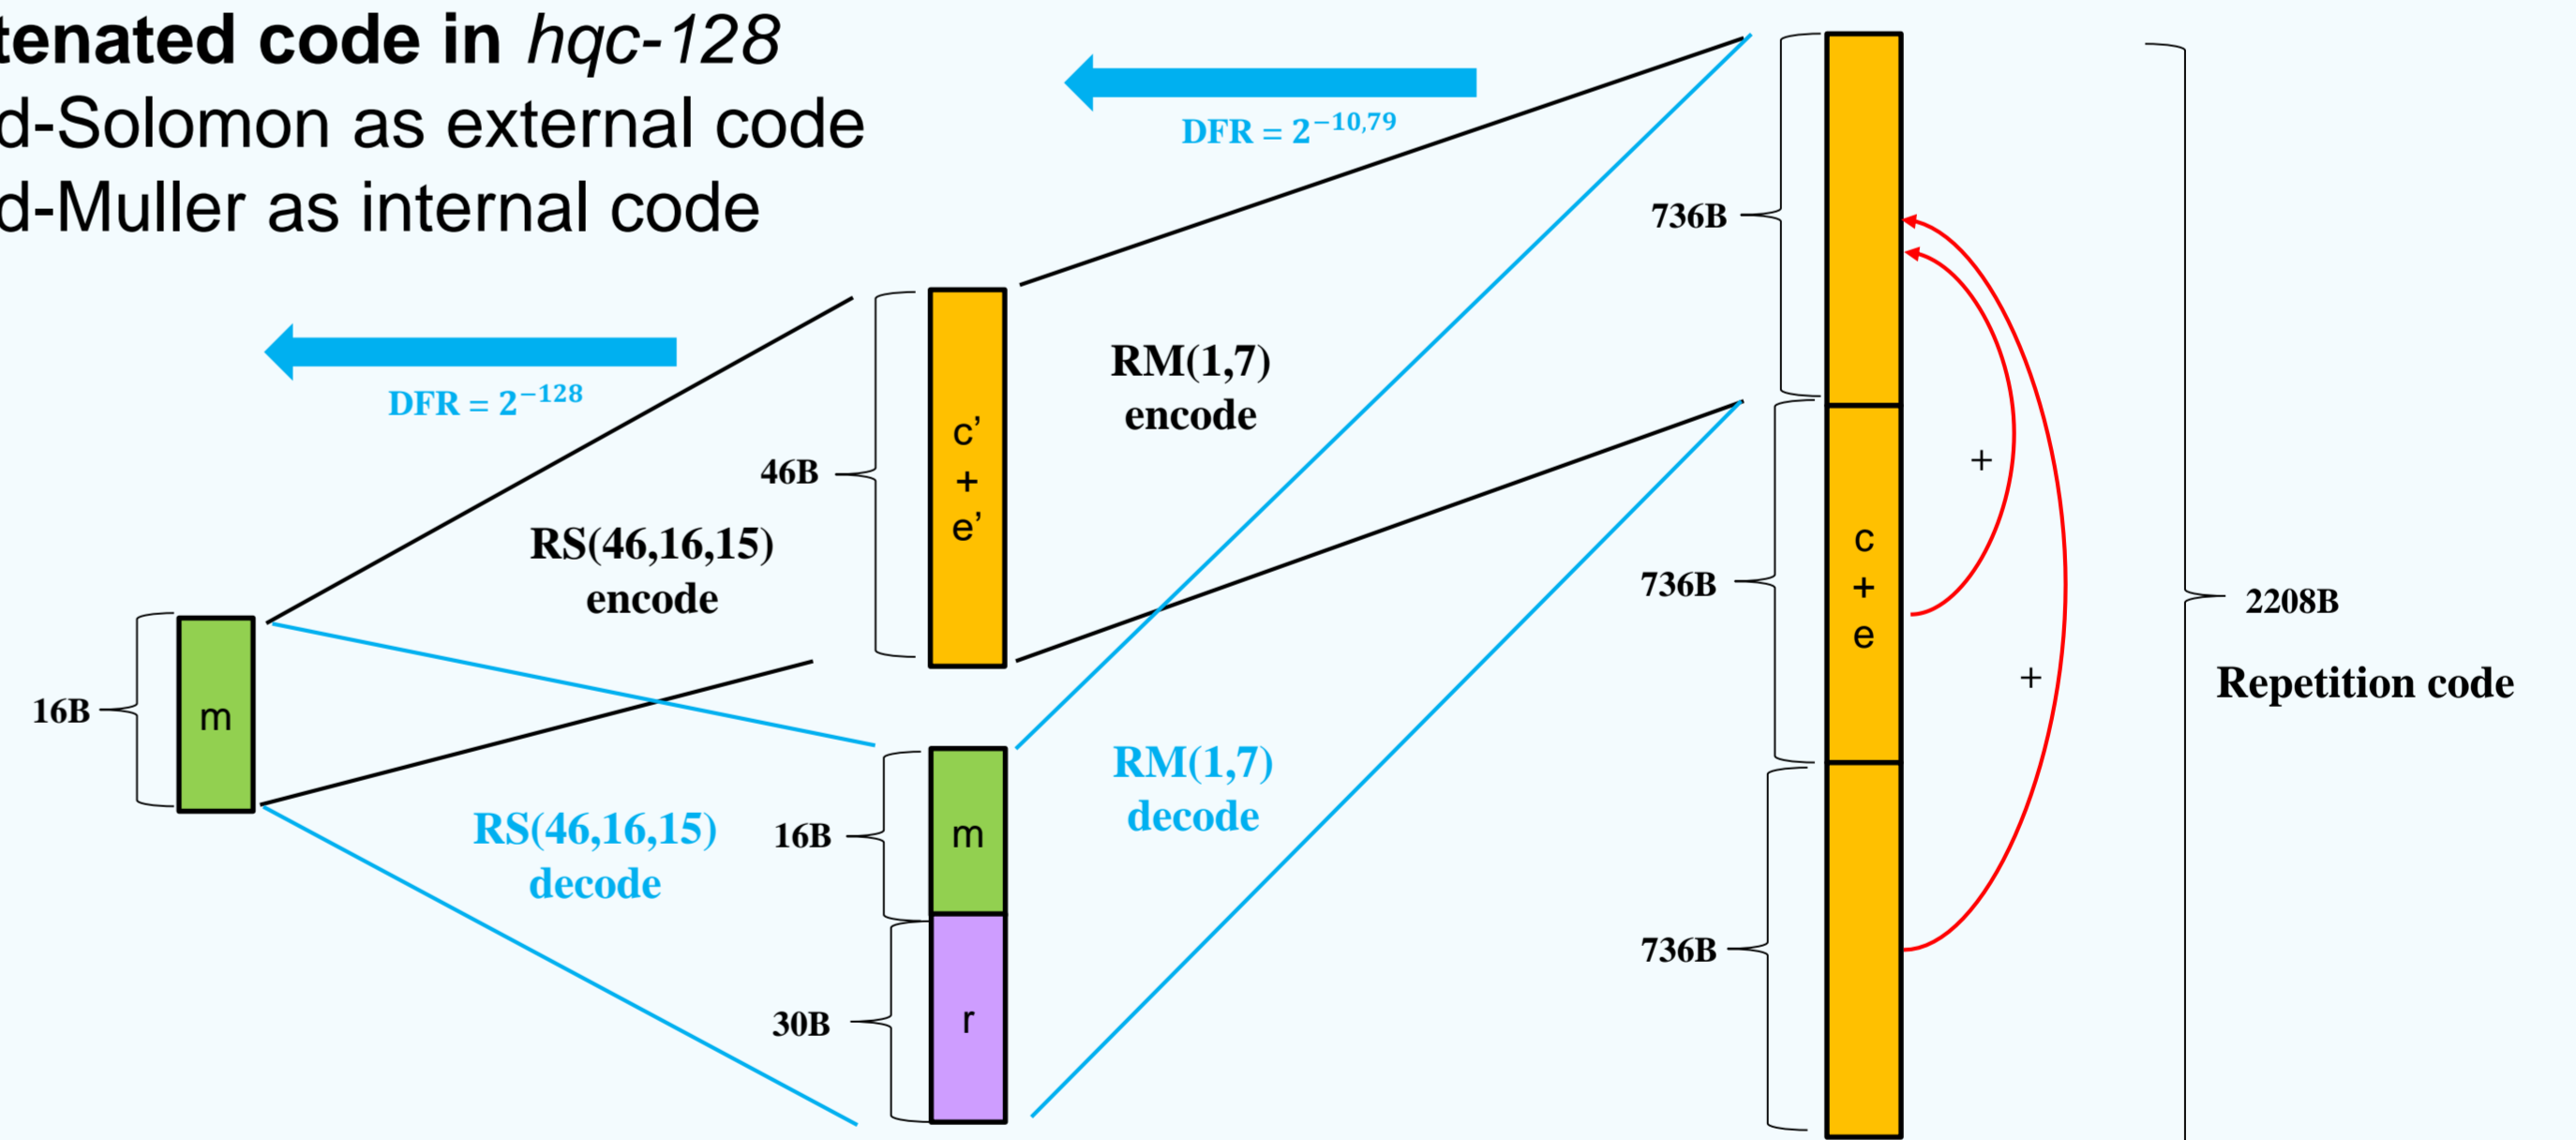 tenated code in hqc-128
d-Solomon as external code
d-Muller as internal code
DFR = 2^−10,79
DFR = 2^−128
736B
RM(1,7)
encode
c’
+
e’
46B
RS(46,16,15)
encode
+
c
+
e
736B
2208B
Repetition code
+
16B
m
RM(1,7)
decode
RS(46,16,15)
decode
16B
m
736B
30B
r